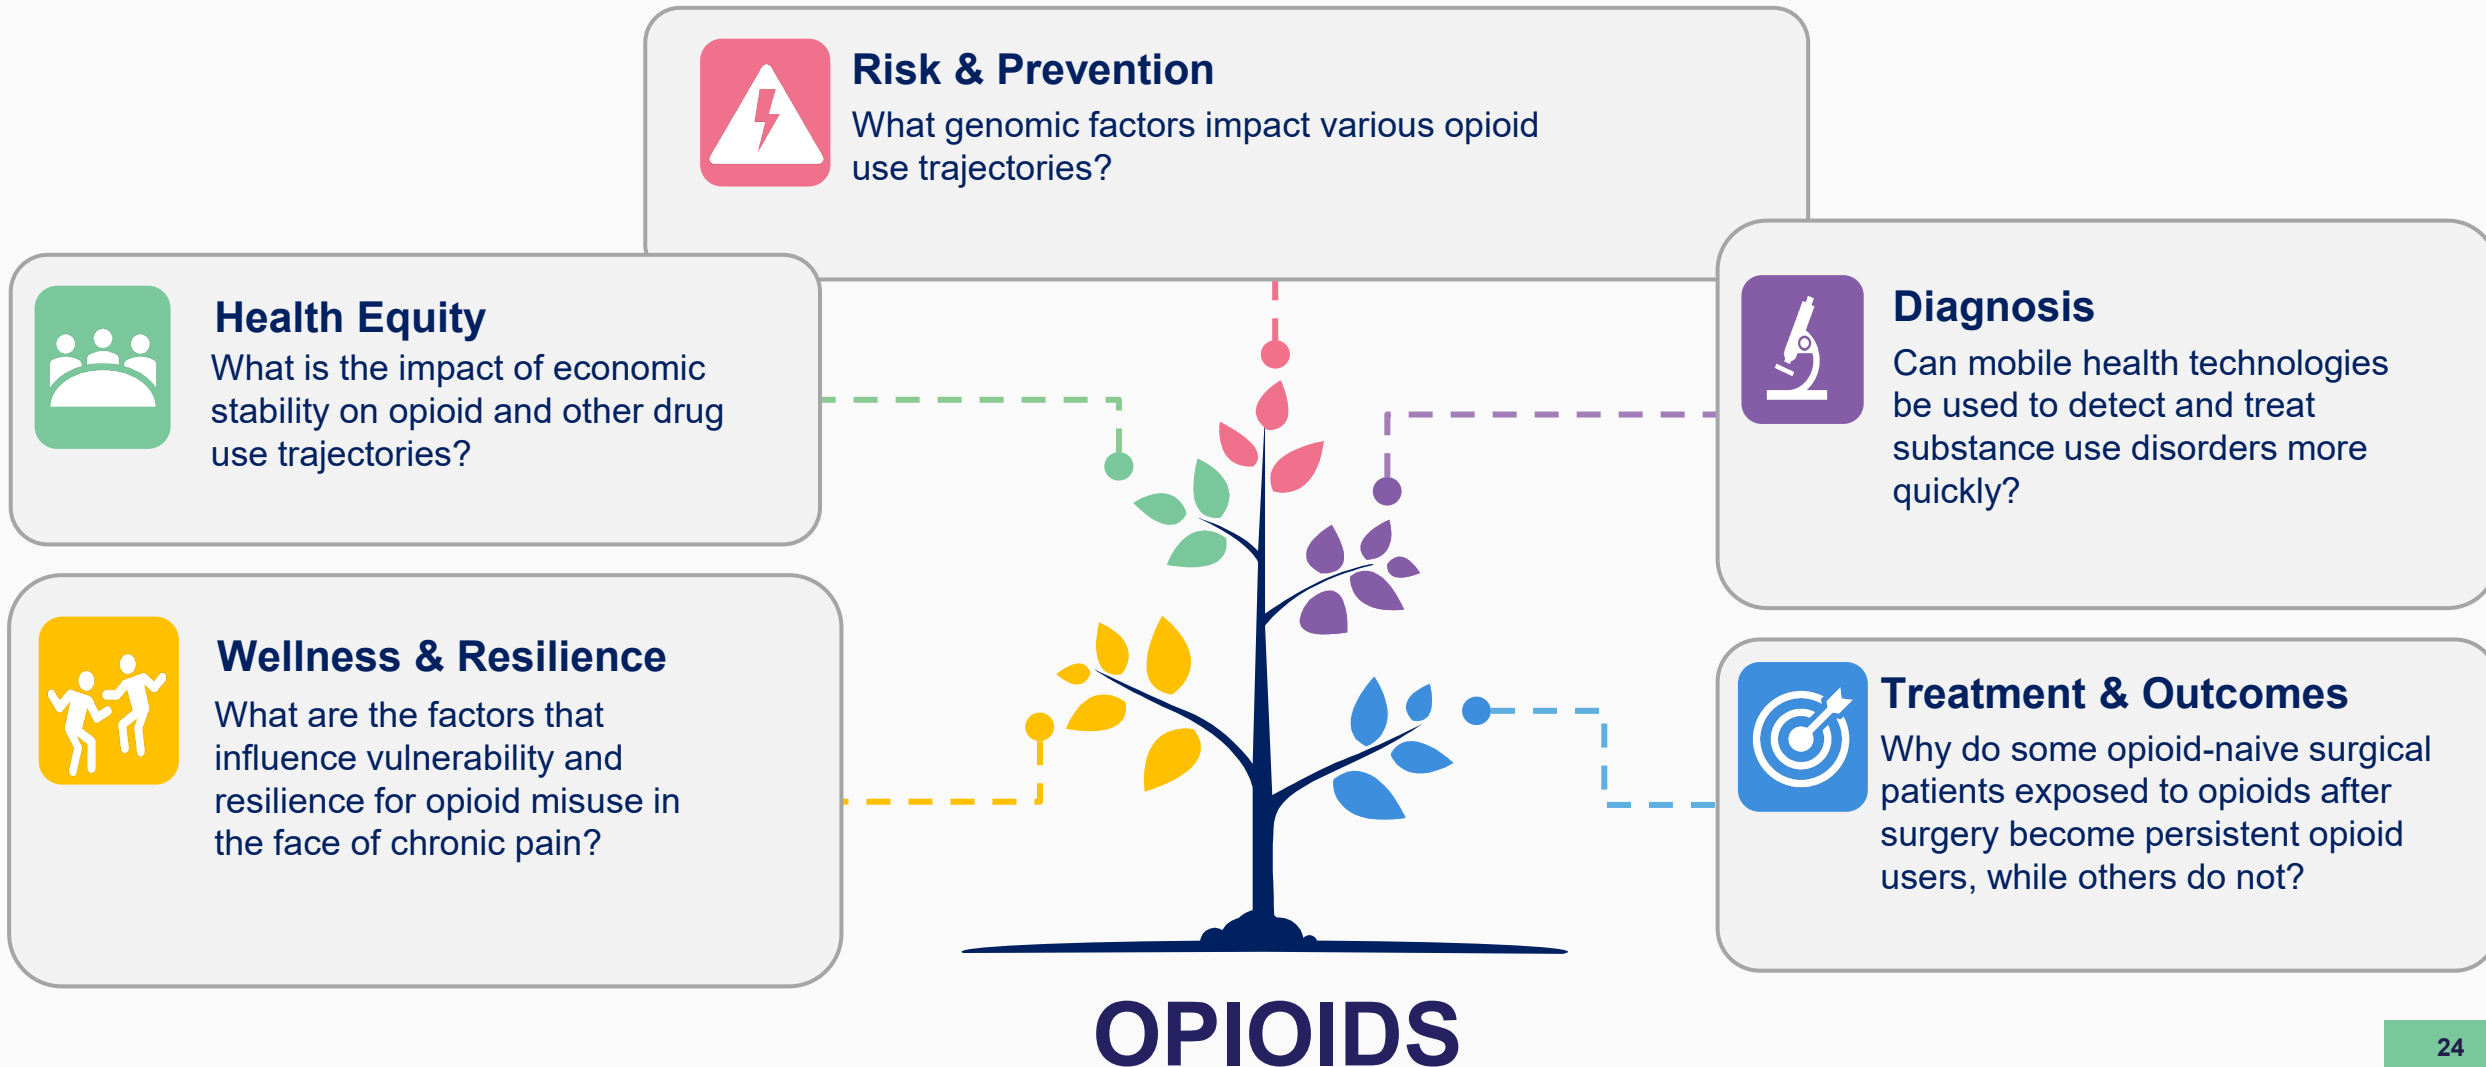 Risk & Prevention
What genomic factors impact various opioid
use trajectories?
Health Equity
What is the impact of economic
stability on opioid and other drug
use trajectories?
Diagnosis
Can mobile health technologies
be used to detect and treat
substance use disorders more
quickly?
Wellness & Resilience
What are the factors that
influence vulnerability and
resilience for opioid misuse in
the face of chronic pain?
Treatment & Outcomes
Why do some opioid-naive surgical
patients exposed to opioids after
surgery become persistent opioid
users, while others do not?
OPIOIDS
24